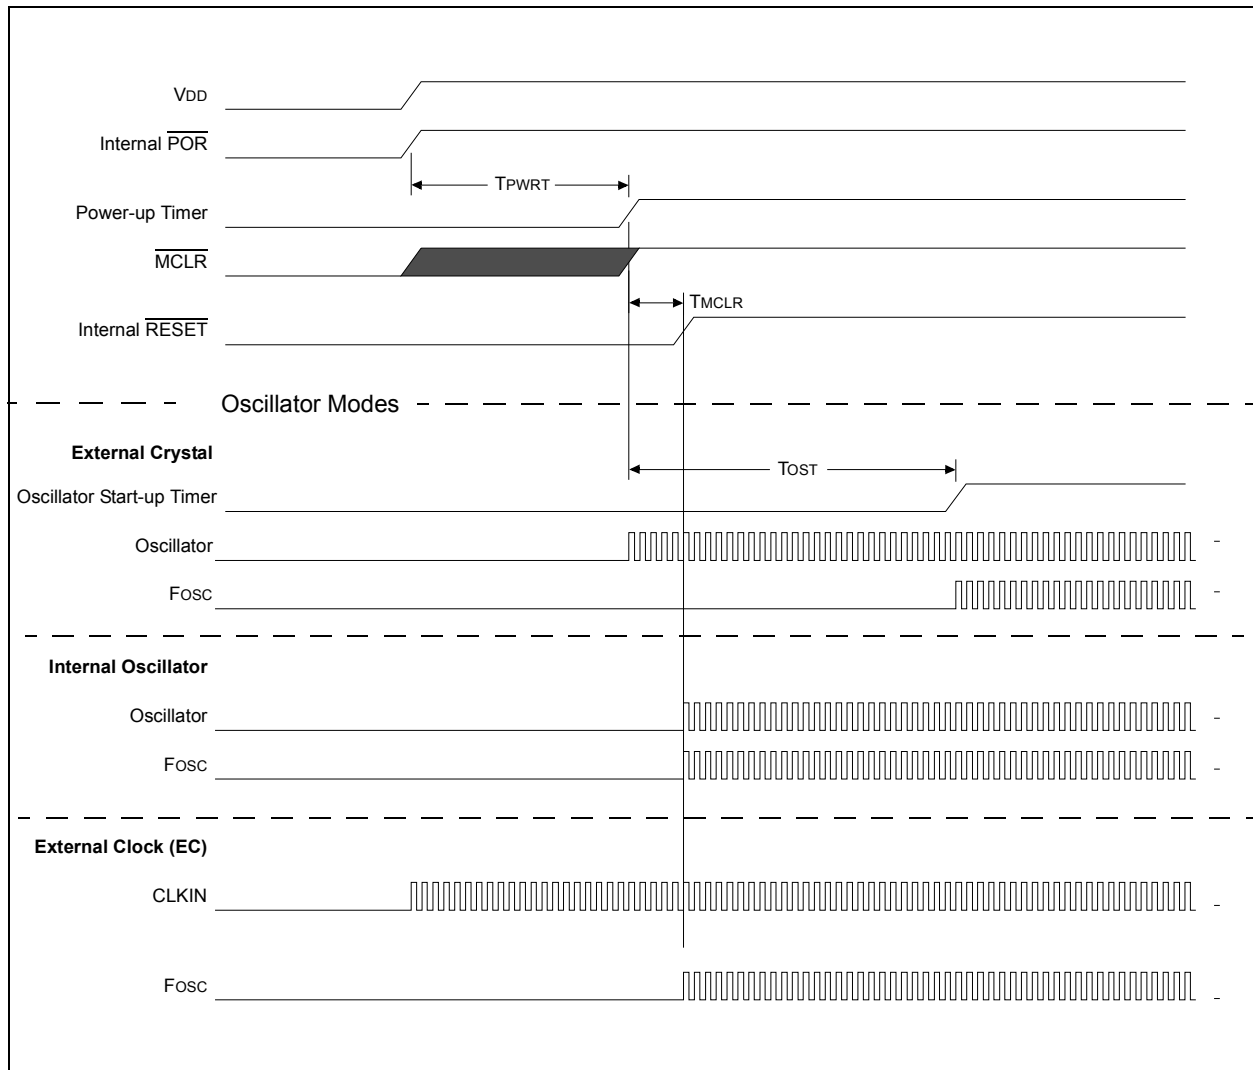 VDD
Internal POR
TPWRT
Power-up Timer
MCLR
TMCLR
Internal RESET
Oscillator Modes
External Crystal
TOST
Oscillator Start-up Timer
Oscillator
FOSC
Internal Oscillator
Oscillator
FOSC
External Clock (EC)
CLKIN
FOSC